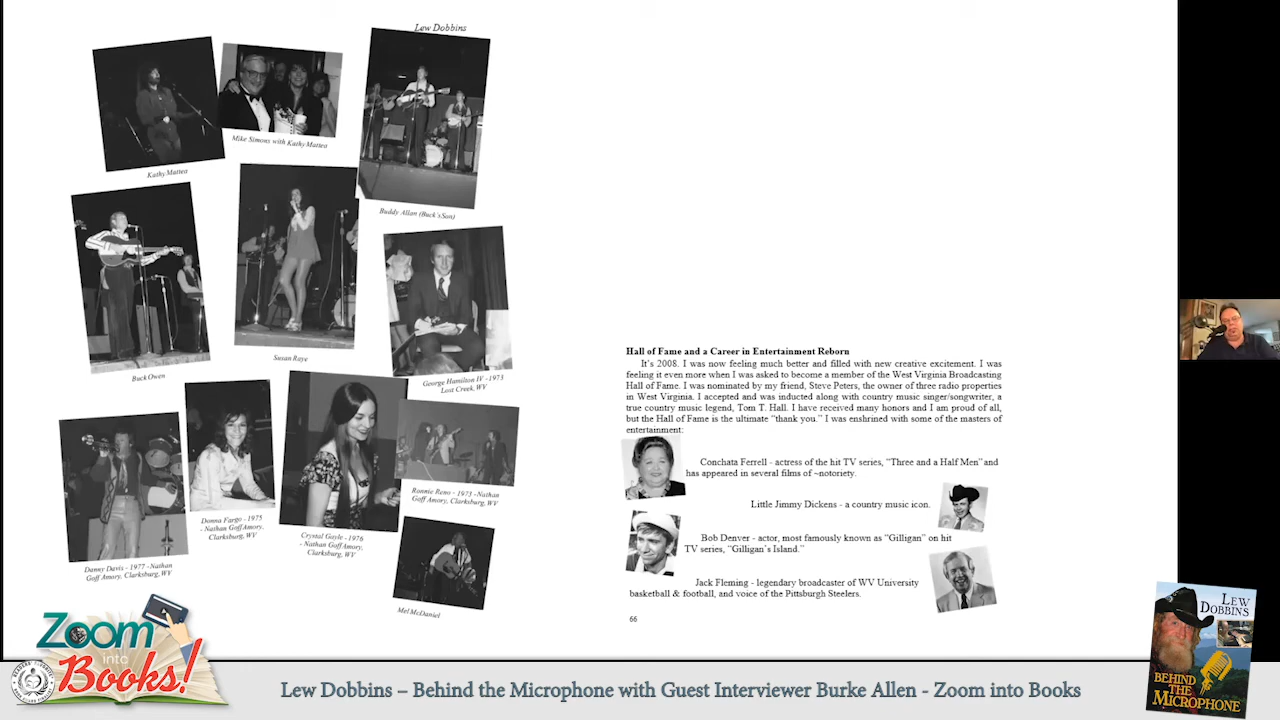 Lew Dobbins
Mike Simons with Kathy Mattea
Kathy Mattea
Buddy Allan (Buck's Son)
Buck Owen
Susan Raye
George Hamilton IV - 1973
Lost Creek, WV
Danny Davis - 1977 - Nathan
Goff Amory, Clarksburg, WV
Donna Fargo - 1975
- Nathan Goff Amory,
Clarksburg, WV
Crystal Gayle - 1976
- Nathan Goff Amory,
Clarksburg, WV
Ronnie Reno - 1973 - Nathan
Goff Amory, Clarksburg, WV
Mel McDaniel
Hall of Fame and a Career in Entertainment Reborn
It's 2008. I was now feeling much better and filled with new creative excitement. I was
feeling it even more when I was asked to become a member of the West Virginia Broadcasting
Hall of Fame. I was nominated by my friend, Steve Peters, the owner of three radio properties
in West Virginia. I accepted and was inducted along with country music singer/songwriter, a
true country music legend, Tom T. Hall. I have received many honors and I am proud of all,
but the Hall of Fame is the ultimate "thank you." I was enshrined with some of the masters of
entertainment:
Conchata Ferrell - actress of the hit TV series, "Three and a Half Men" and
has appeared in several films of ~notoriety.
Little Jimmy Dickens - a country music icon.
Bob Denver - actor, most famously known as "Gilligan" on hit
TV series, "Gilligan's Island."
Jack Fleming - legendary broadcaster of WV University
basketball & football, and voice of the Pittsburgh Steelers.
66
Zoom
into
Books!
Lew Dobbins – Behind the Microphone with Guest Interviewer Burke Allen - Zoom into Books
LEW
DOBBINS
BEHIND
THE
MICROPHONE